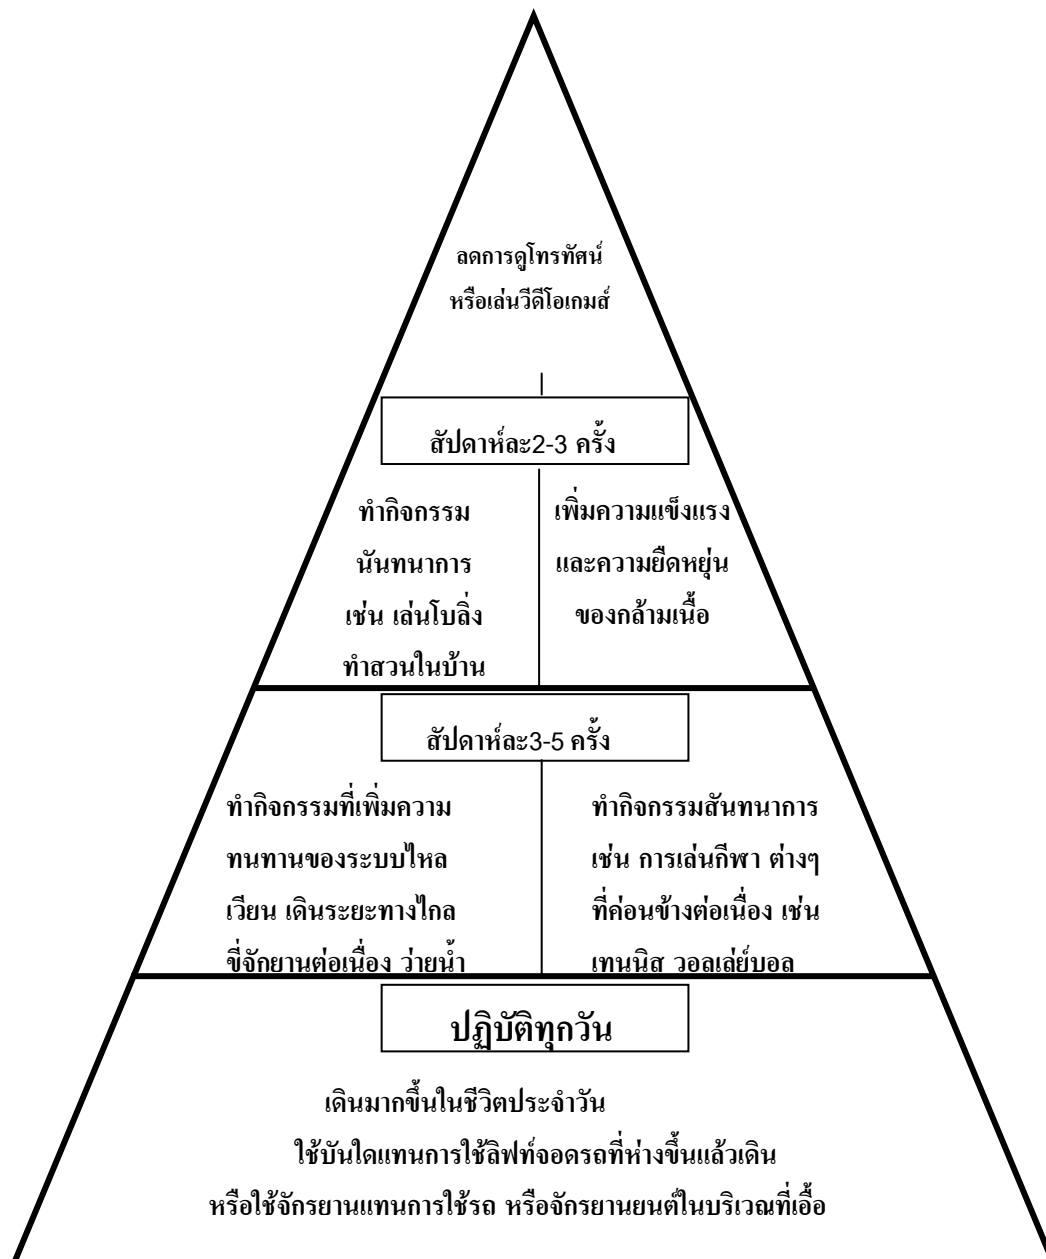 ลดการดูโทรทัศน์
หรือเล่นวีดีโอเกมส์
สัปดาห์ละ2-3 ครั้ง
ทำกิจกรรม
นันทนาการ
เช่น เล่นโบลิ่ง
ทำสวนในบ้าน
เพิ่มความแข็งแรง
และความยืดหยุ่น
ของกล้ามเนื้อ
สัปดาห์ละ3-5 ครั้ง
ทำกิจกรรมที่เพิ่มความ
ทนทานของระบบไหล
เวียน เดินระยะทางไกล
ขี่จักยานต่อเนื่อง ว่ายน้ำ
ทำกิจกรรมสันทนาการ
เช่น การเล่นกีฬา ต่างๆ
ที่ค่อนข้างต่อเนื่อง เช่น
เทนนิส วอลเล่ย์บอล
ปฏิบัติทุกวัน
เดินมากขึ้นในชีวิตประจำวัน
ใช้บันใดแทนการใช้ลิฟท์จอดรถที่ห่างขึ้นแล้วเดิน
หรือใช้จักรยานแทนการใช้รถ หรือจักรยานยนต์ในบริเวณที่เอื้อ